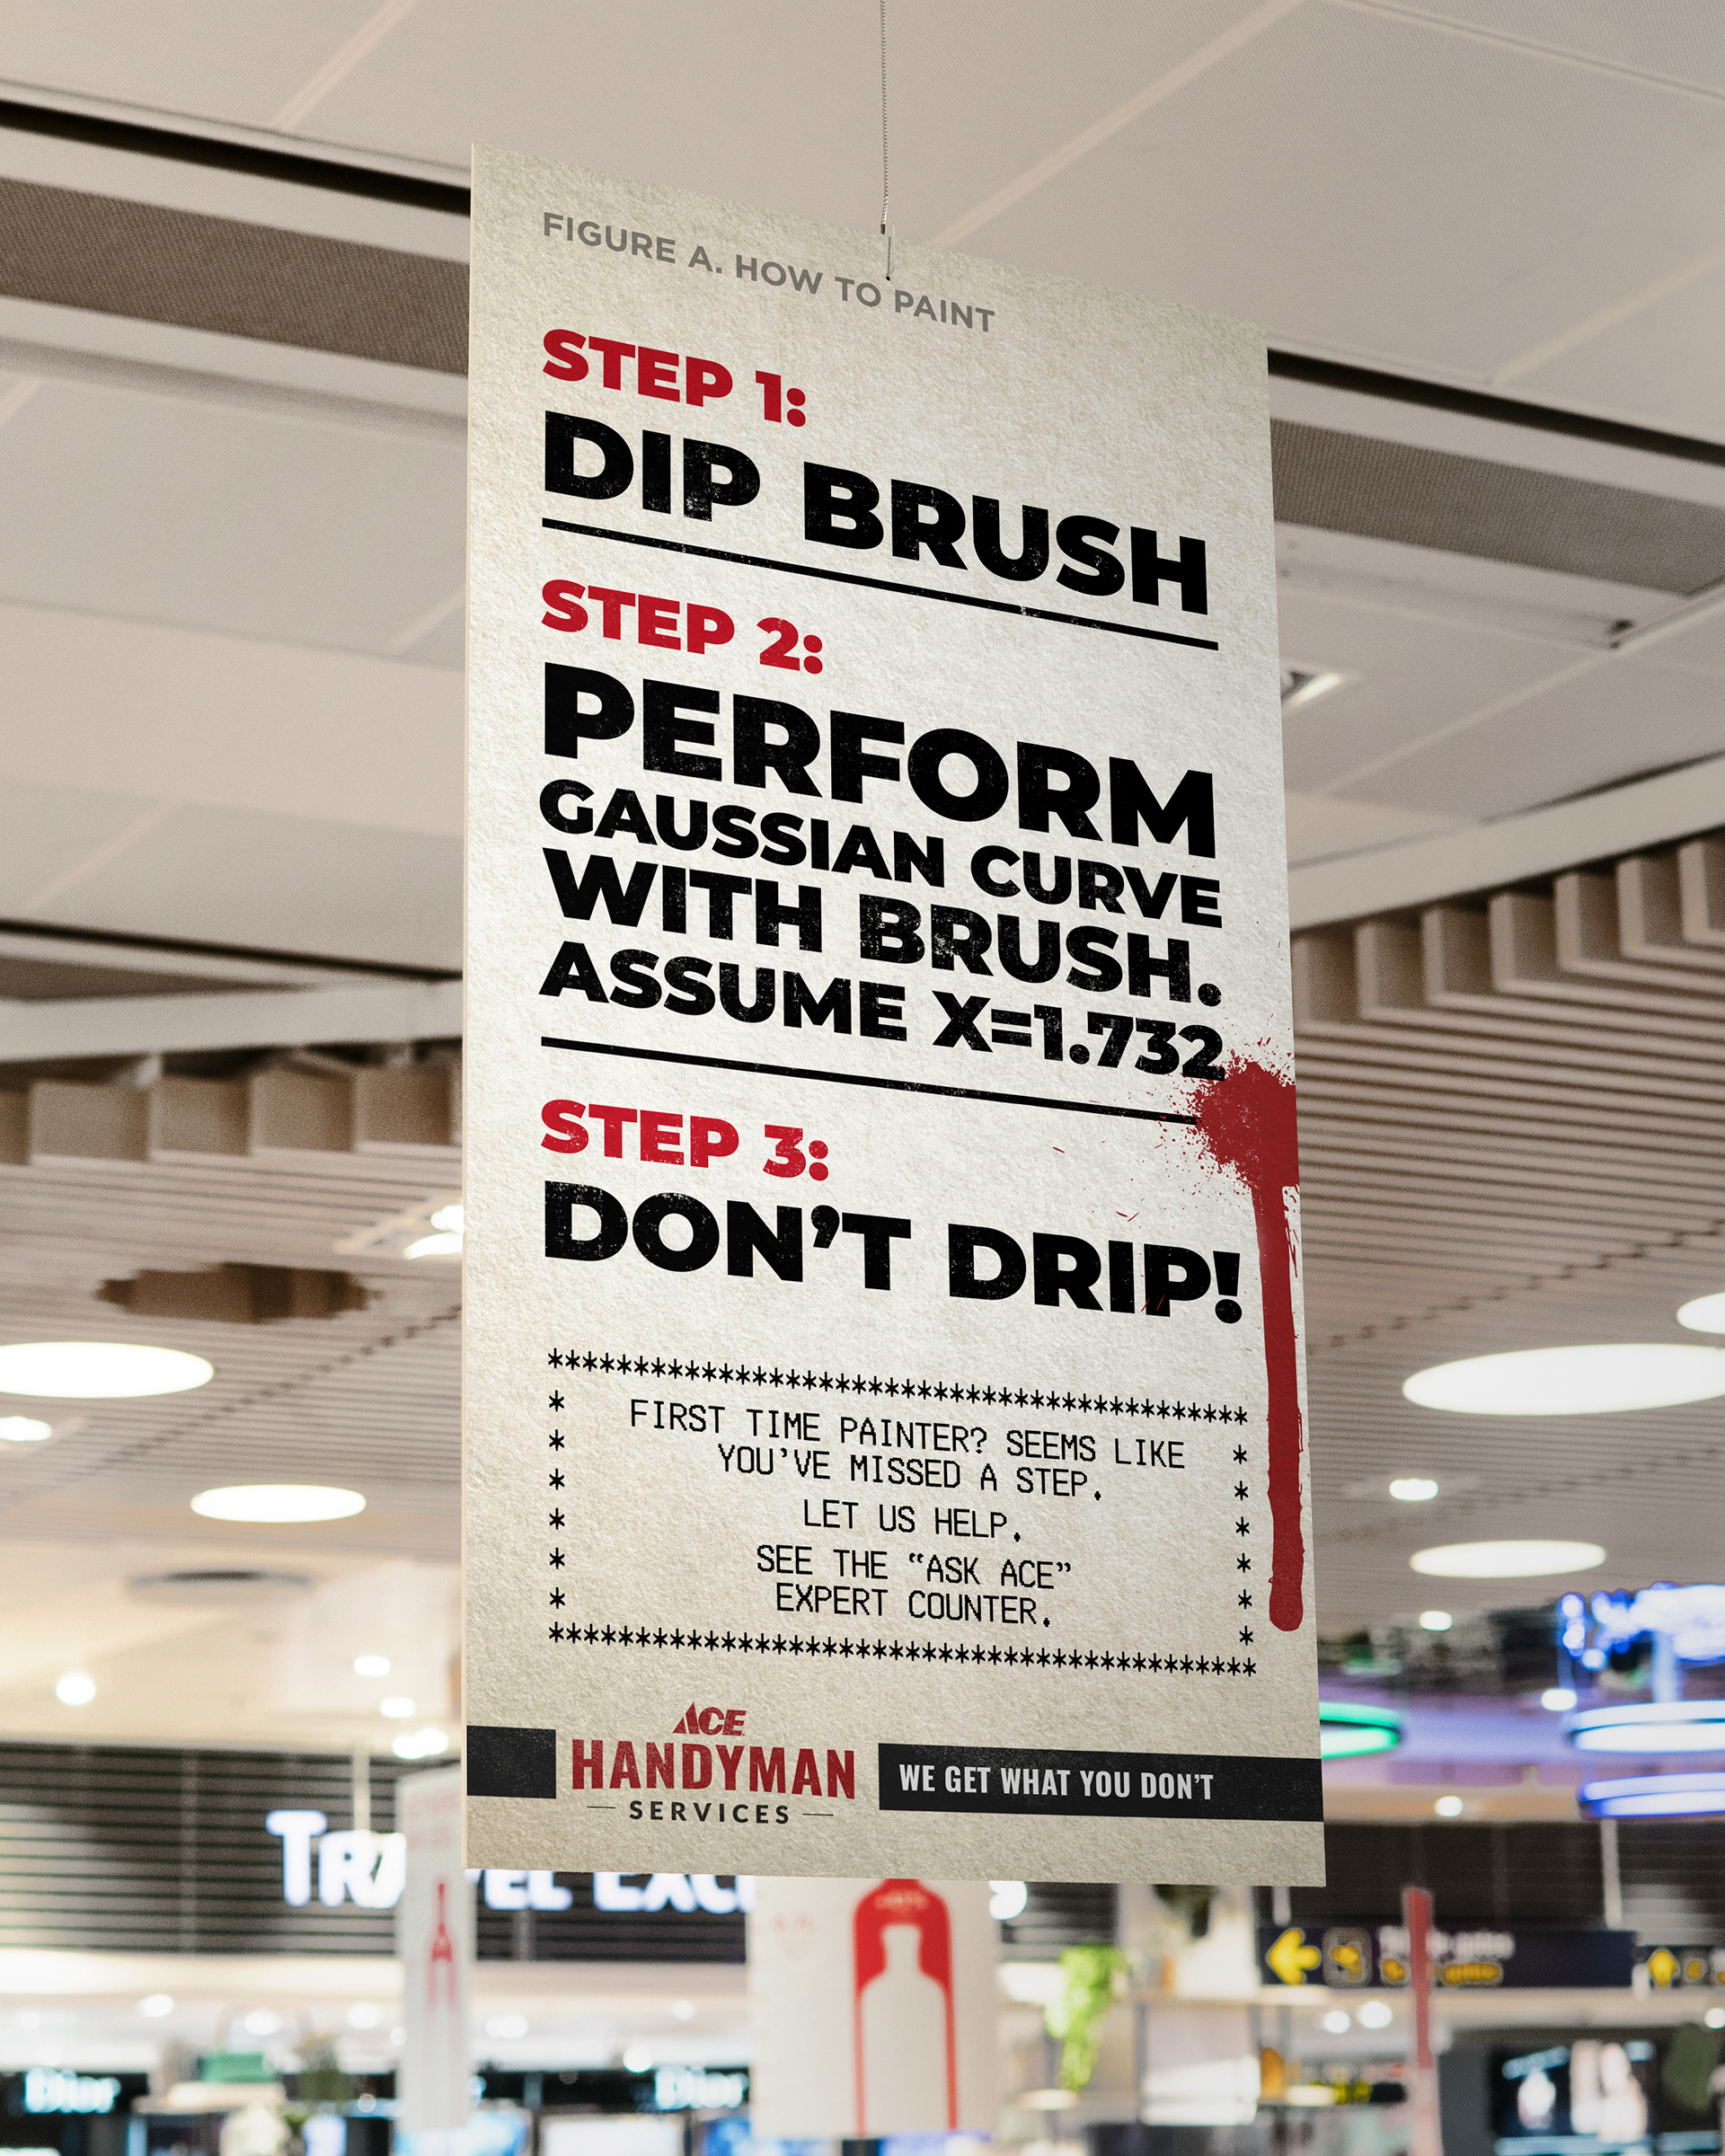 FIGURE A. HOW TO PAINT
STEP 1:
DIP BRUSH
STEP 2:
PERFORM
GAUSSIAN CURVE
WITH BRUSH.
ASSUME X=1.732
STEP 3:
DON'T DRIP!
*****************************************
FIRST TIME PAINTER? SEEMS LIKE
YOU'VE MISSED A STEP.
LET US HELP.
SEE THE “ASK ACE”
EXPERT COUNTER.
*****************************************
ACE
HANDYMAN
SERVICES
WE GET WHAT YOU DON'T
Dior
Dior